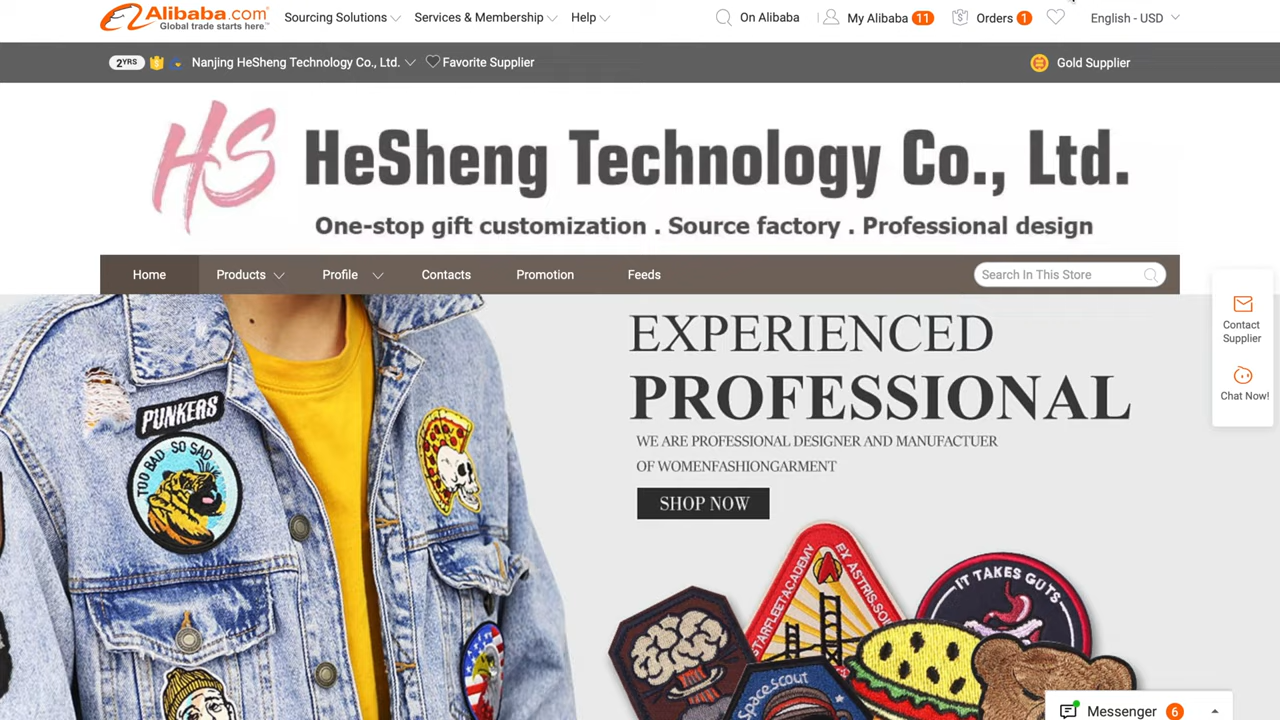 Alibaba.com
Global trade starts here.™
Sourcing Solutions
Services & Membership
Help
On Alibaba
My Alibaba 11
Orders 1
English - USD
2YRS
Nanjing HeSheng Technology Co., Ltd.
Favorite Supplier
Gold Supplier
HS
HeSheng Technology Co., Ltd.
One-stop gift customization . Source factory . Professional design
Home
Products
Profile
Contacts
Promotion
Feeds
Search In This Store
Contact
Supplier
Chat Now!
EXPERIENCED
PROFESSIONAL
WE ARE PROFESSIONAL DESIGNER AND MANUFACTUER
OF WOMENFASHIONGARMENT
SHOP NOW
PUNKERS
TOO BAD SO SAD
STARFLEET ACADEMY
EX ASTRIS
IT TAKES GUTS
Spacescout
Messenger 6